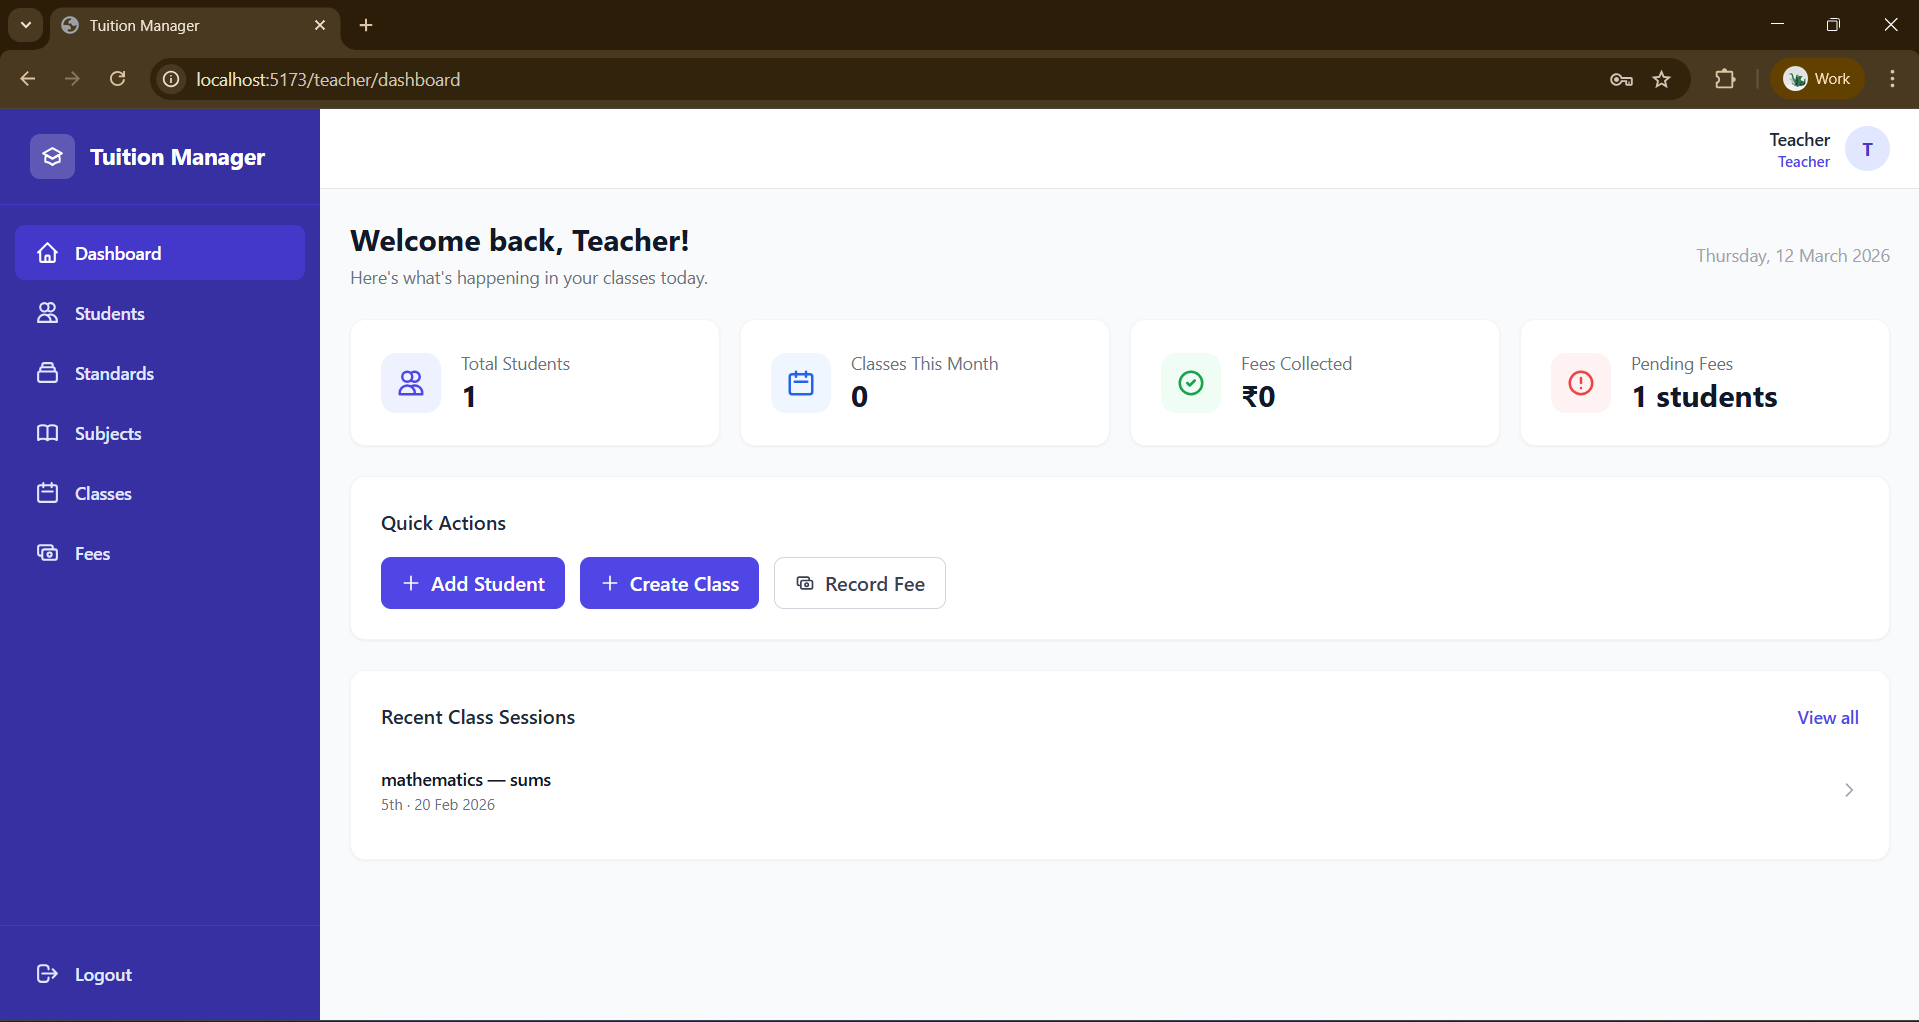 Tuition Manager
localhost:5173/teacher/dashboard
Work
Tuition Manager
Dashboard
Students
Standards
Subjects
Classes
Fees
Logout
Teacher
Teacher
T
Welcome back, Teacher!
Here's what's happening in your classes today.
Thursday, 12 March 2026
Total Students
1
Classes This Month
0
Fees Collected
₹0
Pending Fees
1 students
Quick Actions
+ Add Student
+ Create Class
Record Fee
Recent Class Sessions
View all
mathematics — sums
5th · 20 Feb 2026